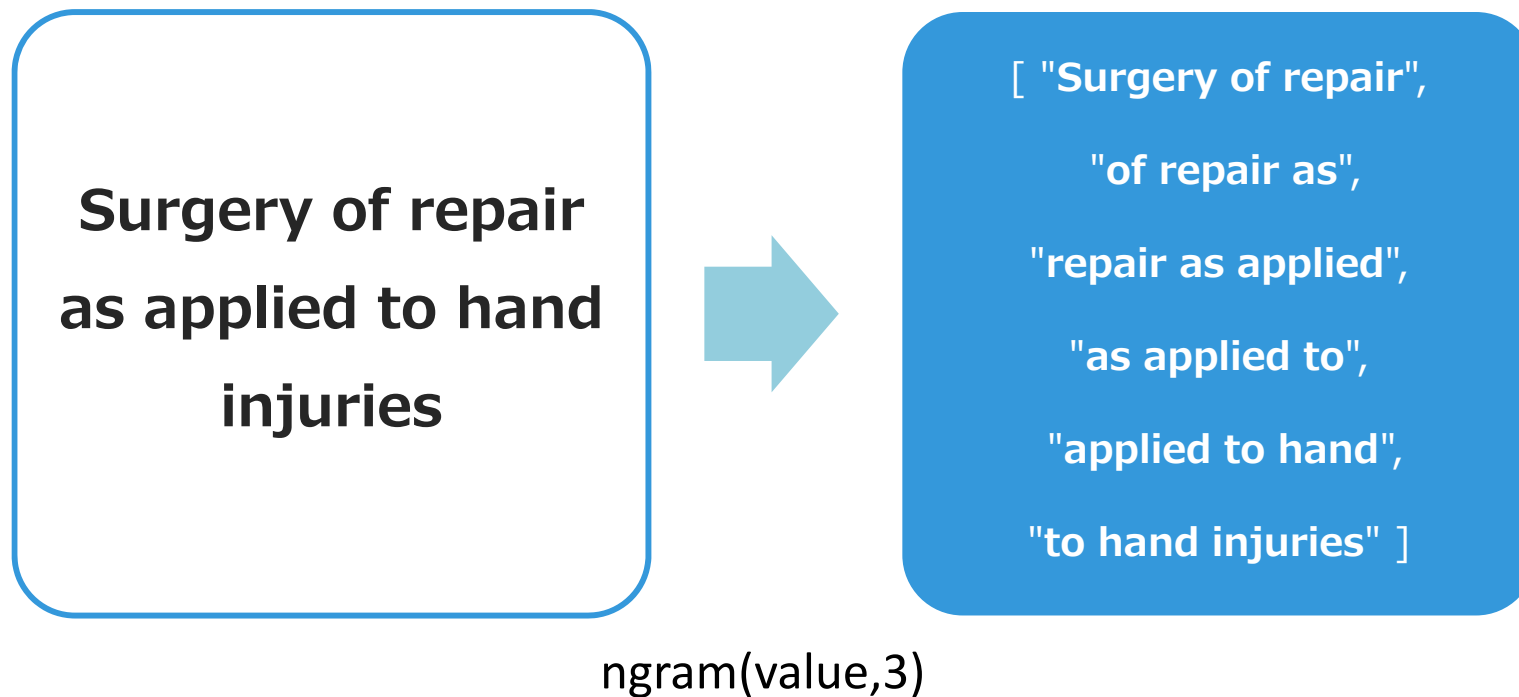 Surgery of repair
as applied to hand
injuries
[ "Surgery of repair",
"of repair as",
"repair as applied",
"as applied to",
"applied to hand",
"to hand injuries" ]
ngram(value,3)